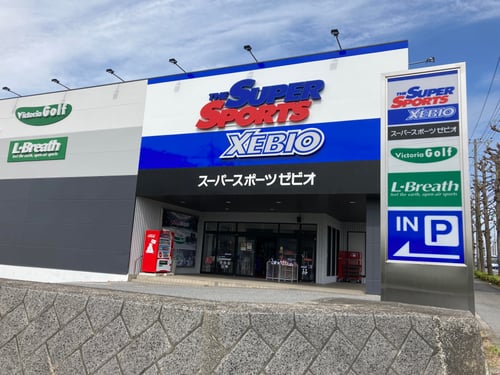 Victoria Golf
L-Breath
feel the earth, open-air sports
THE SUPER
SPORTS
XEBIO
スーパースポーツゼビオ
THE SUPER
SPORTS
XEBIO
スーパースポーツ ゼビオ
Victoria Golf
L-Breath
feel the earth, open-air sports
IN P